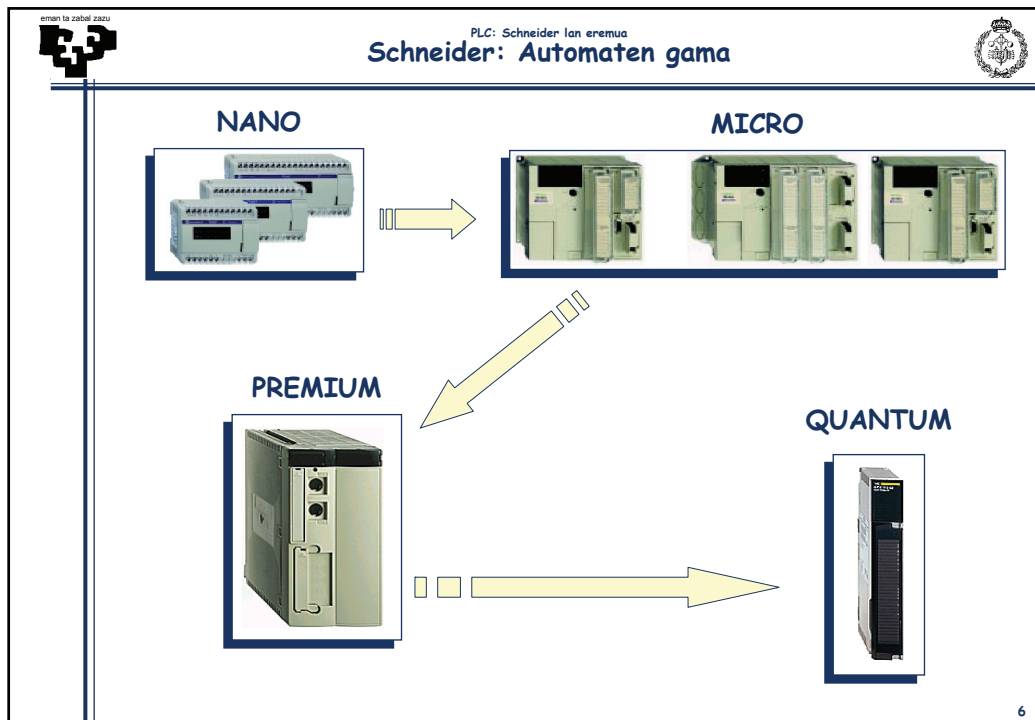 eman ta zabal zazu
PLC: Schneider lan eremua
Schneider: Automaten gama
NANO
MICRO
PREMIUM
QUANTUM
6